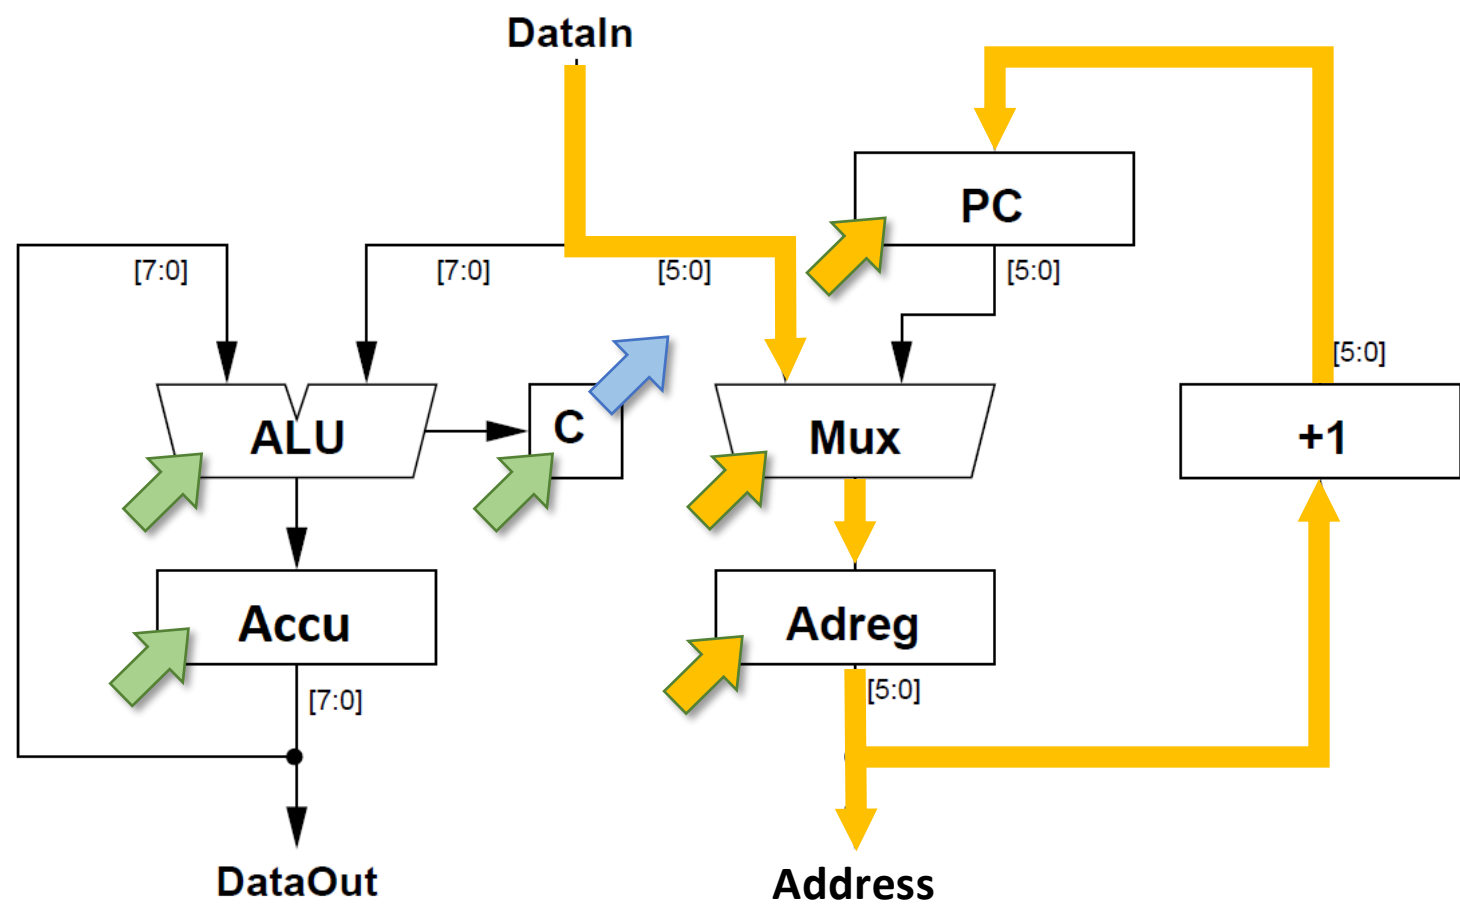 DataIn
PC
[7:0]
[7:0]
[5:0]
[5:0]
[5:0]
ALU
C
Mux
+1
Accu
Adreg
[7:0]
[5:0]
DataOut
Address